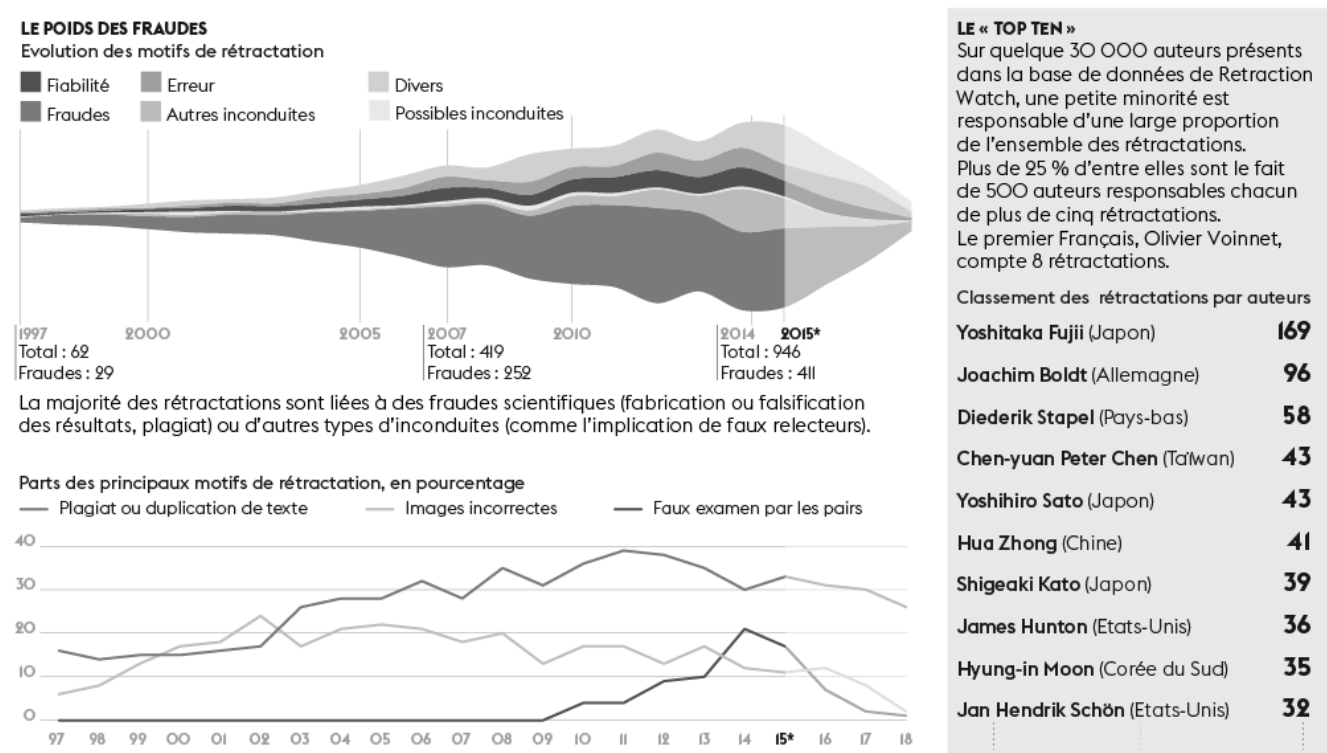 LE POIDS DES FRAUDES
Evolution des motifs de rétractation
Fiabilité Erreur Divers
Fraudes Autres inconduites Possibles inconduites
1997 2000 2005 2007 2010 2014 2015*
Total : 62 Total : 419 Total : 946
Fraudes : 29 Fraudes : 252 Fraudes : 411
La majorité des rétractations sont liées à des fraudes scientifiques (fabrication ou falsification
des résultats, plagiat) ou d’autres types d’inconduites (comme l’implication de faux relecteurs).
Parts des principaux motifs de rétractation, en pourcentage
Plagiat ou duplication de texte Images incorrectes Faux examen par les pairs
40
30
20
10
0
97 98 99 00 01 02 03 04 05 06 07 08 09 10 11 12 13 14 15* 16 17 18
LE « TOP TEN »
Sur quelque 30 000 auteurs présents
dans la base de données de Retraction
Watch, une petite minorité est
responsable d’une large proportion
de l’ensemble des rétractations.
Plus de 25 % d’entre elles sont le fait
de 500 auteurs responsables chacun
de plus de cinq rétractations.
Le premier Français, Olivier Voinnet,
compte 8 rétractations.
Classement des rétractations par auteurs
Yoshitaka Fujii (Japon) 169
Joachim Boldt (Allemagne) 96
Diederik Stapel (Pays-bas) 58
Chen-yuan Peter Chen (Taïwan) 43
Yoshihiro Sato (Japon) 43
Hua Zhong (Chine) 41
Shigeaki Kato (Japon) 39
James Hunton (Etats-Unis) 36
Hyung-in Moon (Corée du Sud) 35
Jan Hendrik Schön (Etats-Unis) 32